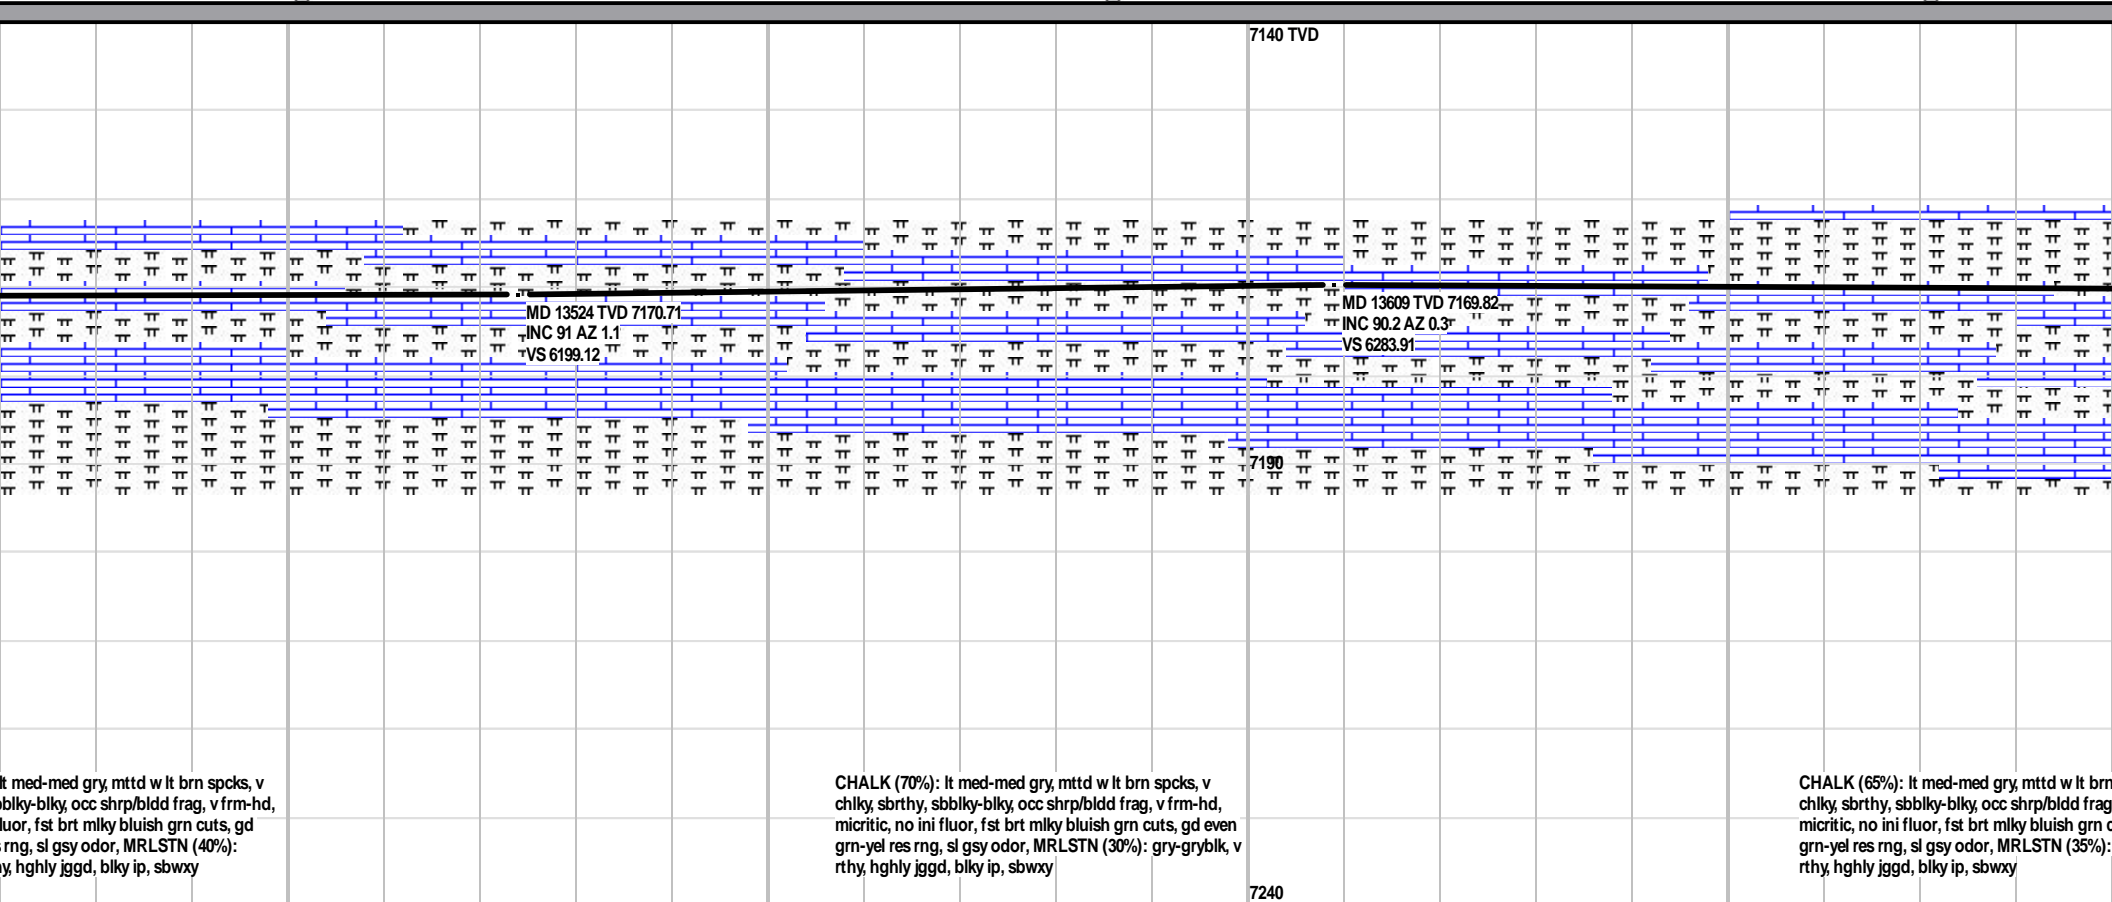 7140 TVD
MD 13524 TVD 7170.71
INC 91 AZ 1.1
VS 6199.12
MD 13609 TVD 7169.82
INC 90.2 AZ 0.3
VS 6283.91
7190
lt med-med gry, mttd w lt brn spcks, v
blky-blky, occ shrp/bldd frag, v frm-hd,
luor, fst brt mlky bluish grn cuts, gd
rng, sl gsy odor, MRLSTN (40%):
hghly jggd, blky ip, sbwxy
CHALK (70%): lt med-med gry, mttd w lt brn spcks, v
chlky, sbrthy, sbblky-blky, occ shrp/bldd frag, v frm-hd,
micritic, no ini fluor, fst brt mlky bluish grn cuts, gd even
grn-yel res rng, sl gsy odor, MRLSTN (30%): gry-gryblk, v
rthy, hghly jggd, blky ip, sbwxy
CHALK (65%): lt med-med gry, mttd w lt brn
chlky, sbrthy, sbblky-blky, occ shrp/bldd frag
micritic, no ini fluor, fst brt mlky bluish grn
grn-yel res rng, sl gsy odor, MRLSTN (35%):
rthy, hghly jggd, blky ip, sbwxy
7240